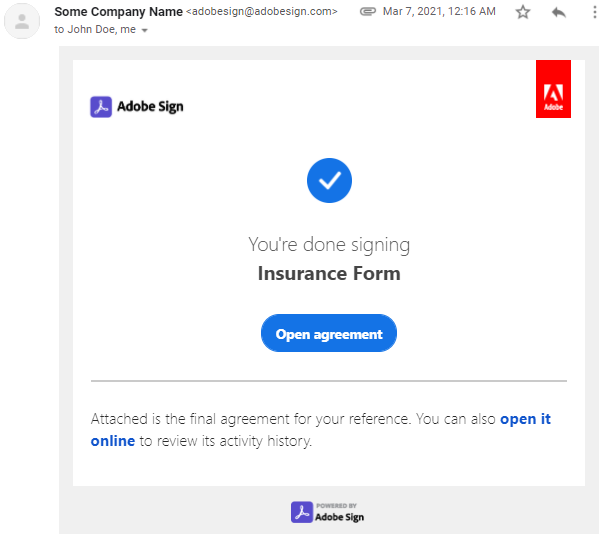 Some Company Name <adobesign@adobesign.com> Mar 7, 2021, 12:16 AM
to John Doe, me
Adobe Sign
Adobe
You're done signing
Insurance Form
Open agreement
Attached is the final agreement for your reference. You can also open it
online to review its activity history.
POWERED BY
Adobe Sign